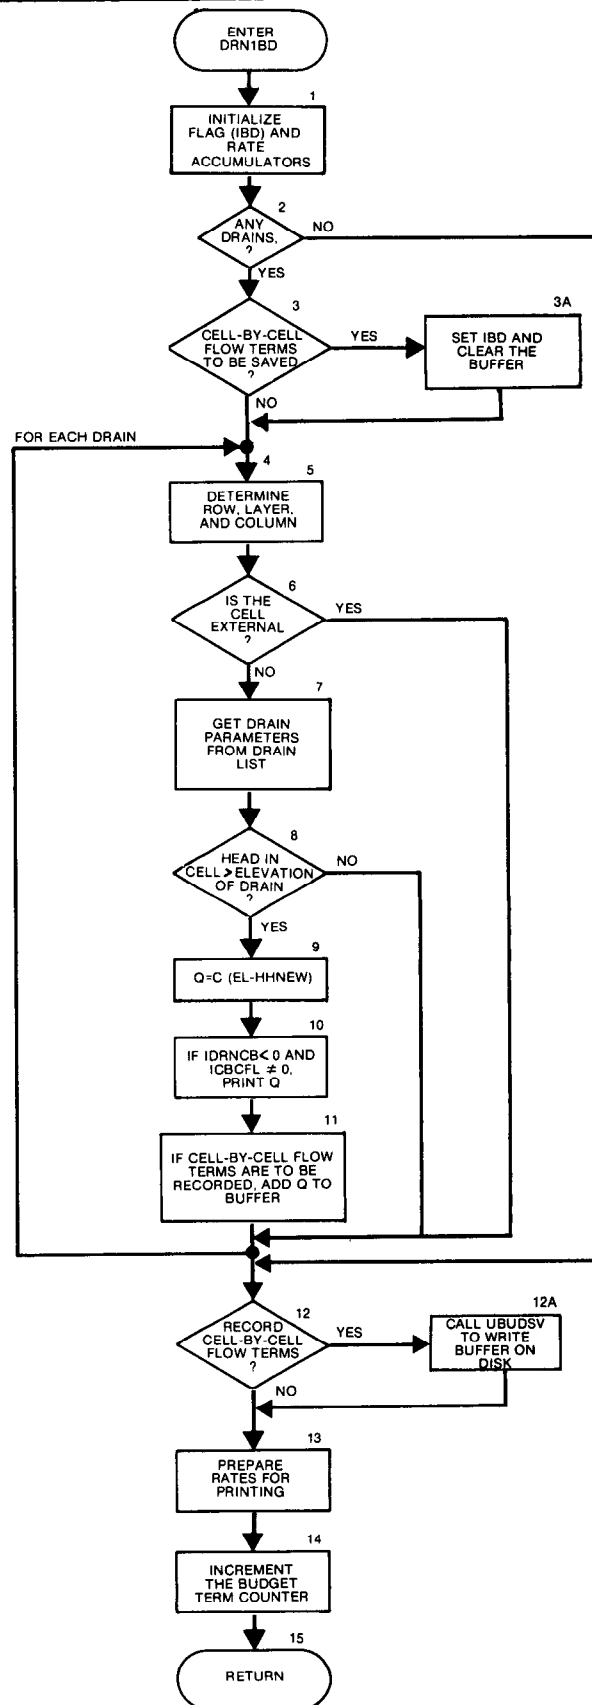 ENTER
DRN1BD
1
INITIALIZE
FLAG (IBD) AND
RATE
ACCUMULATORS
2
ANY
DRAINS,
?
NO
YES
3
CELL-BY-CELL
FLOW TERMS
TO BE SAVED
?
YES
3A
SET IBD AND
CLEAR THE
BUFFER
NO
FOR EACH DRAIN
4
5
DETERMINE
ROW, LAYER,
AND COLUMN
6
IS THE
CELL
EXTERNAL
?
YES
NO
7
GET DRAIN
PARAMETERS
FROM DRAIN
LIST
8
HEAD IN
CELL>ELEVATION
OF DRAIN
?
NO
YES
9
Q=C (EL-HHNEW)
10
IF IDRNCB< 0 AND
ICBCFL ≠ 0,
PRINT Q
11
IF CELL-BY-CELL FLOW
TERMS ARE TO BE
RECORDED, ADD Q TO
BUFFER
12
RECORD
CELL-BY-CELL
FLOW TERMS
?
YES
12A
CALL UBUDSV
TO WRITE
BUFFER ON
DISK
NO
13
PREPARE
RATES FOR
PRINTING
14
INCREMENT
THE BUDGET
TERM COUNTER
15
RETURN